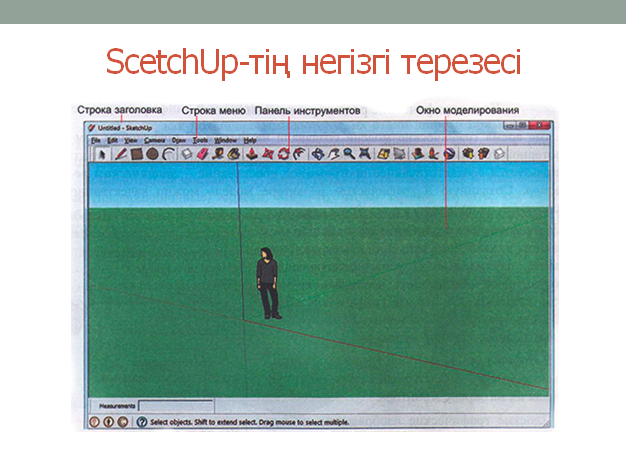 ScetchUp-тің негізгі терезесі
Строка заголовка Строка меню Панель инструментов Окно моделирования
Untitled - SketchUp
File Edit View Camera Draw Tools Window Help
Measurements
Select objects. Shift to extend select. Drag mouse to select multiple.